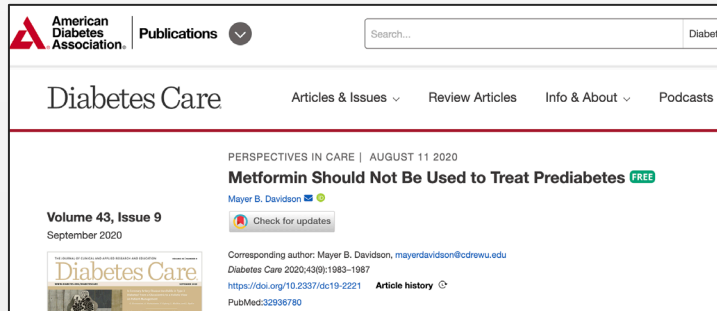 American
Diabetes
Association®
Publications
Search...
Diabet
Diabetes Care
Articles & Issues
Review Articles
Info & About
Podcasts
PERSPECTIVES IN CARE | AUGUST 11 2020
Metformin Should Not Be Used to Treat Prediabetes FREE
Mayer B. Davidson
Volume 43, Issue 9
September 2020
Check for updates
Corresponding author: Mayer B. Davidson, mayerdavidson@cdrewu.edu
Diabetes Care 2020;43(9):1983–1987
https://doi.org/10.2337/dc19-2221 Article history
PubMed:32936780
Diabetes Care